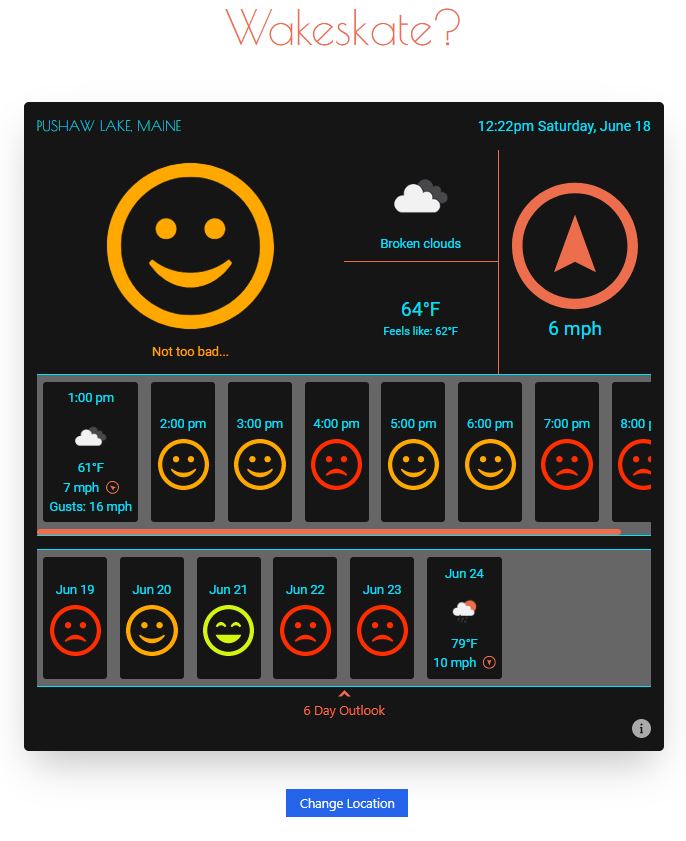 Wakeskate?
PUSHAW LAKE, MAINE
12:22pm Saturday, June 18
Broken clouds
64°F
Feels like: 62°F
6 mph
Not too bad...
1:00 pm
61°F
7 mph
Gusts: 16 mph
2:00 pm
3:00 pm
4:00 pm
5:00 pm
6:00 pm
7:00 pm
8:00 p
Jun 19
Jun 20
Jun 21
Jun 22
Jun 23
Jun 24
79°F
10 mph
6 Day Outlook
i
Change Location